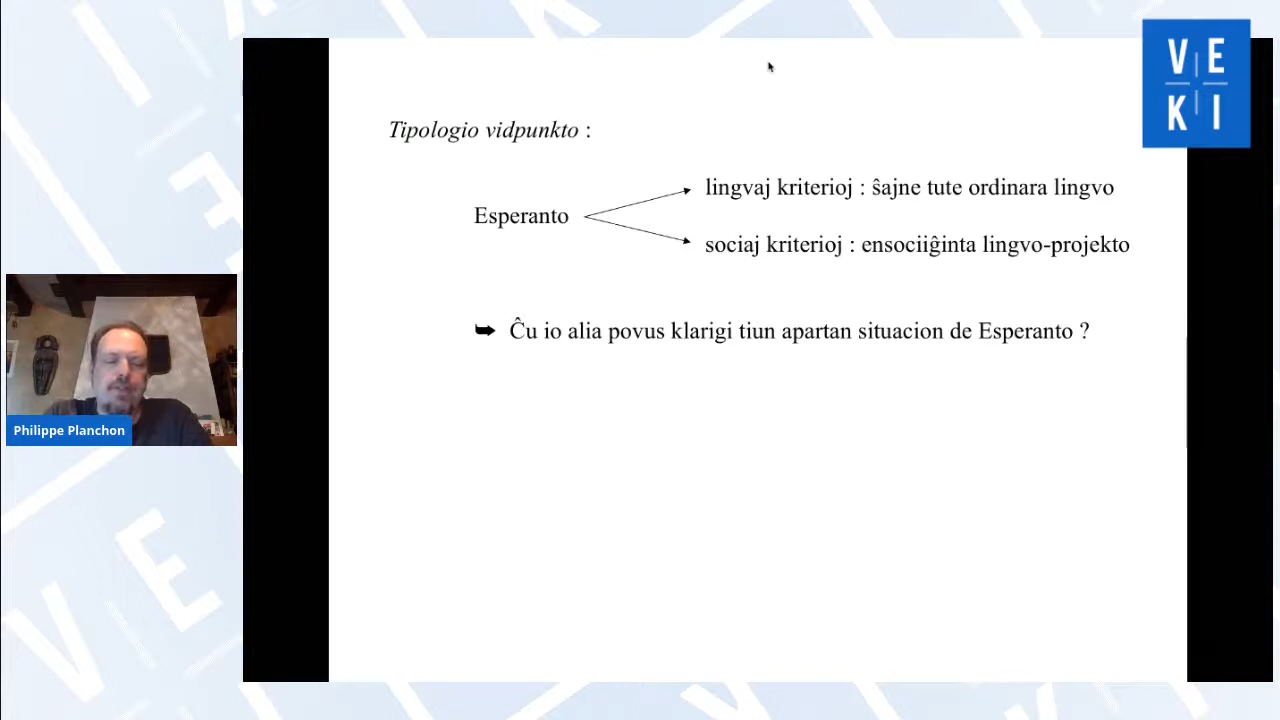 Tipologio vidpunkto :
lingvaj kriterioj : ŝajne tute ordinara lingvo
Esperanto
sociaj kriterioj : ensociiĝinta lingvo-projekto
➥ Ĉu io alia povus klarigi tiun apartan situacion de Esperanto ?
Philippe Planchon
V E
K I